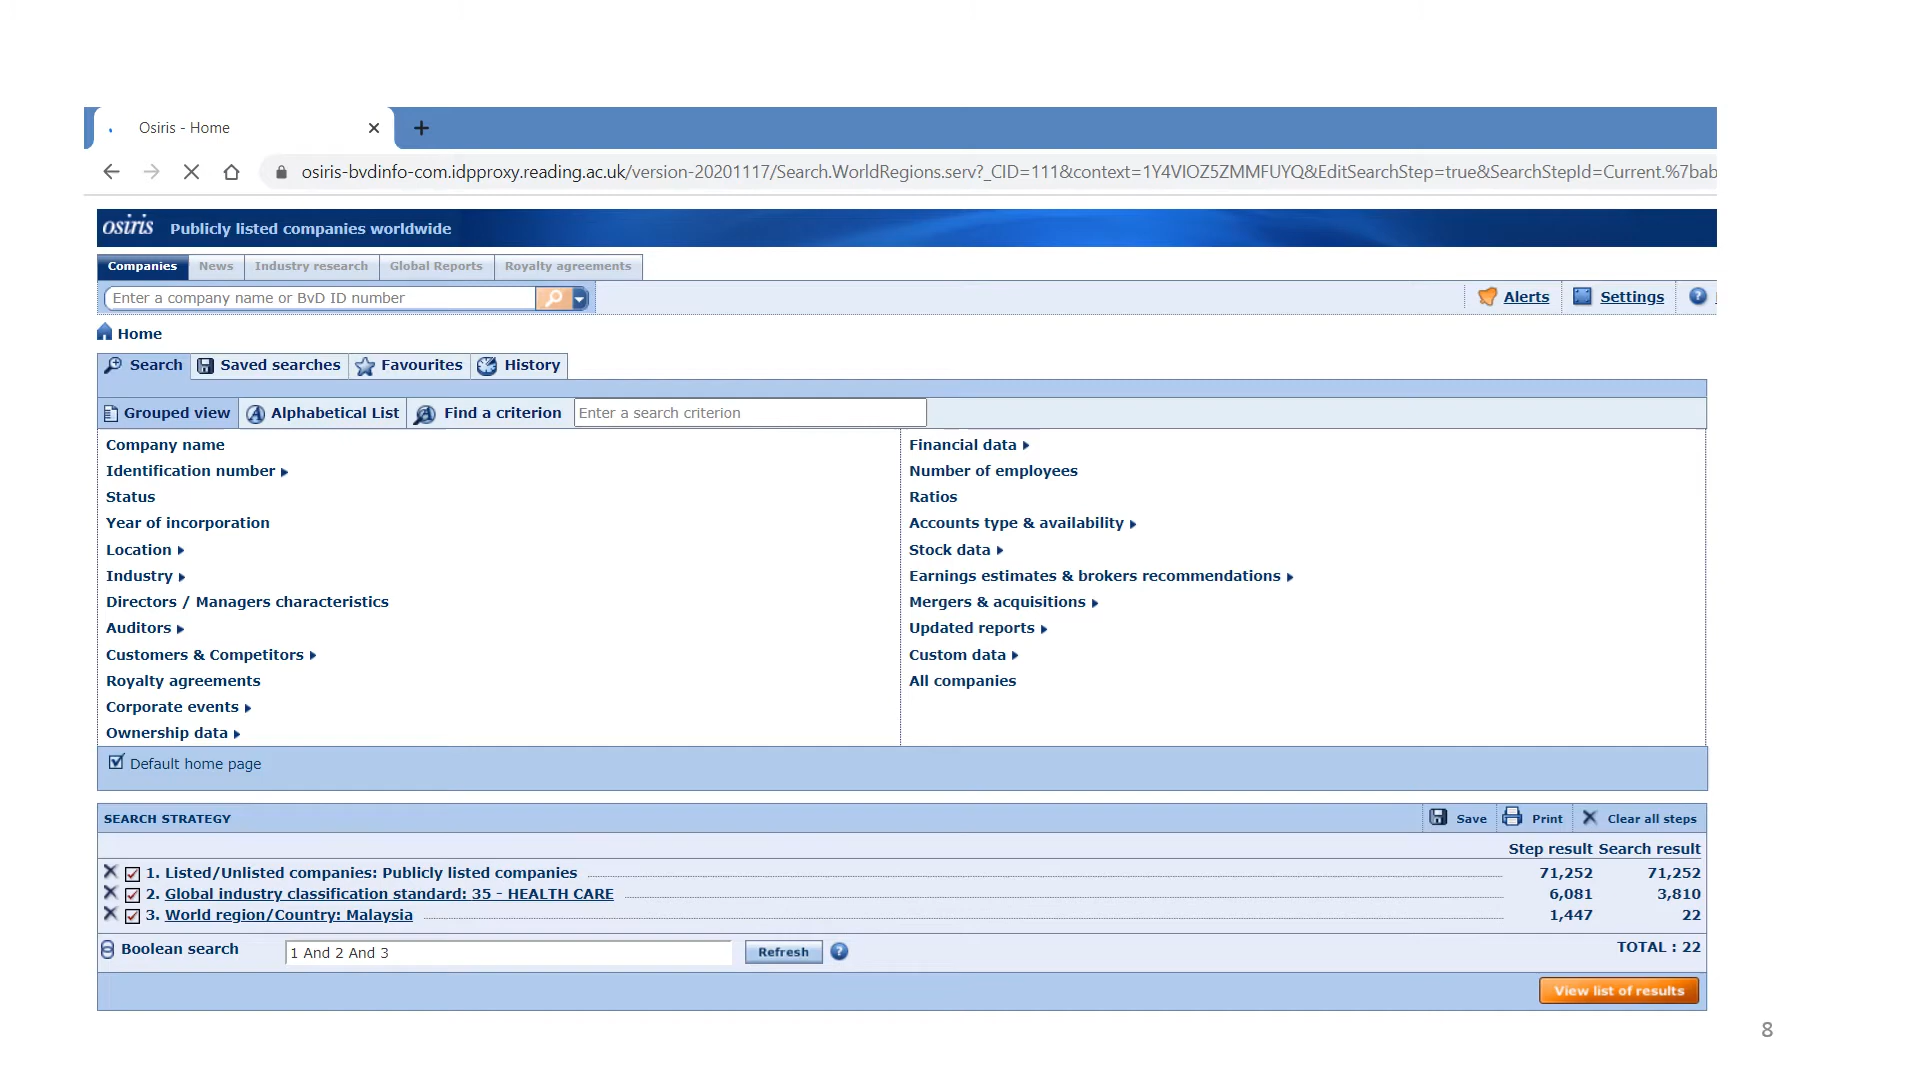 Osiris - Home
osiris-bvdinfo-com.idpproxy.reading.ac.uk/version-20201117/Search.WorldRegions.serv?_CID=111&context=1Y4VIOZ5ZMMFUYQ&EditSearchStep=true&SearchStepId=Current.%7bab
osiris Publicly listed companies worldwide
Companies News Industry research Global Reports Royalty agreements
Enter a company name or BvD ID number
Alerts Settings
Home
Search Saved searches Favourites History
Grouped view Alphabetical List Find a criterion Enter a search criterion
Company name
Identification number
Status
Year of incorporation
Location
Industry
Directors / Managers characteristics
Auditors
Customers & Competitors
Royalty agreements
Corporate events
Ownership data
Financial data
Number of employees
Ratios
Accounts type & availability
Stock data
Earnings estimates & brokers recommendations
Mergers & acquisitions
Updated reports
Custom data
All companies
Default home page
SEARCH STRATEGY Save Print Clear all steps
Step result Search result
1. Listed/Unlisted companies: Publicly listed companies 71,252 71,252
2. Global industry classification standard: 35 - HEALTH CARE 6,081 3,810
3. World region/Country: Malaysia 1,447 22
Boolean search 1 And 2 And 3 Refresh ? TOTAL : 22
View list of results
8